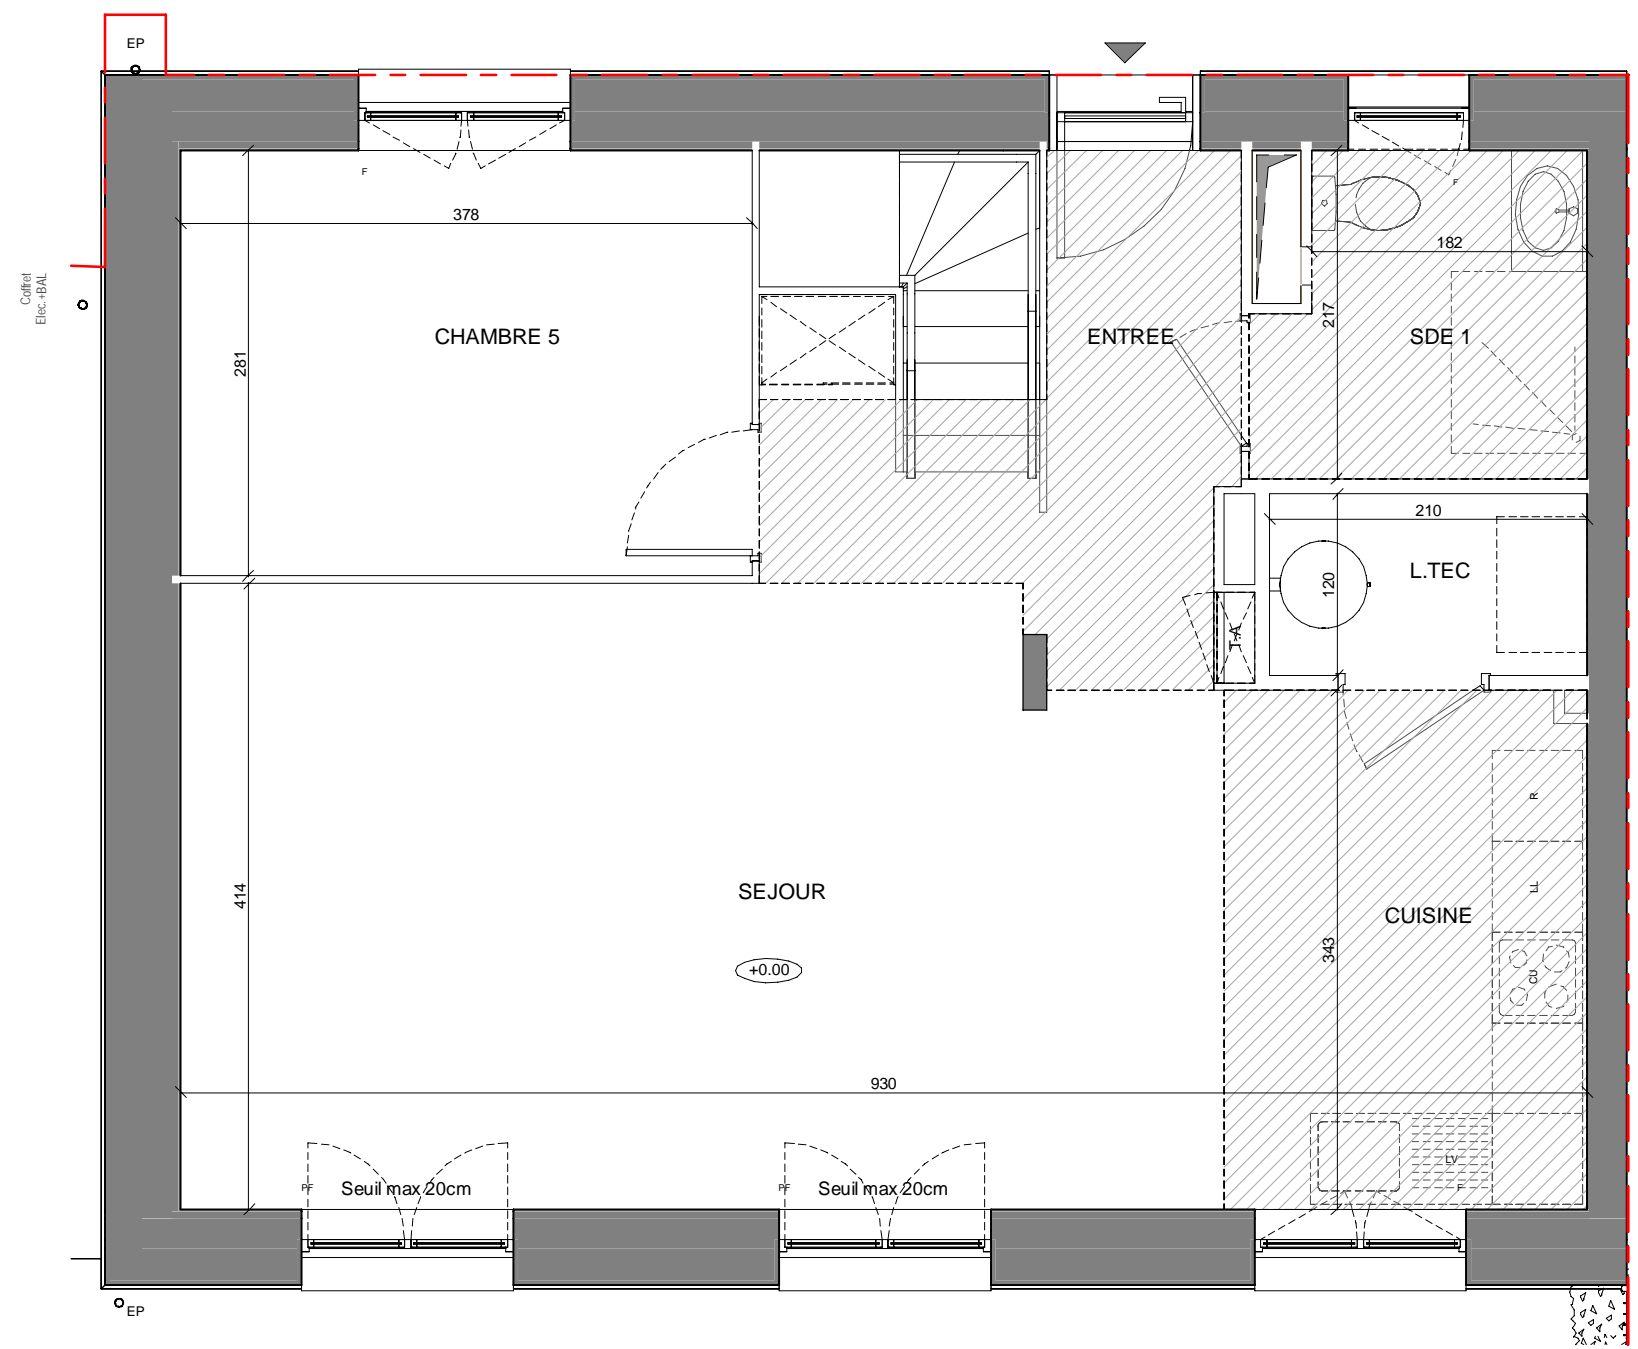 EP
F
F
378
182
Coffret
Elec.+BAL
217
CHAMBRE 5
ENTREE
SDE 1
281
210
L.TEC
120
T.A
R
LL
SEJOUR
414
CUISINE
343
+0.00
CU
930
LV
PF
Seuil max 20cm
PF
Seuil max 20cm
F
EP